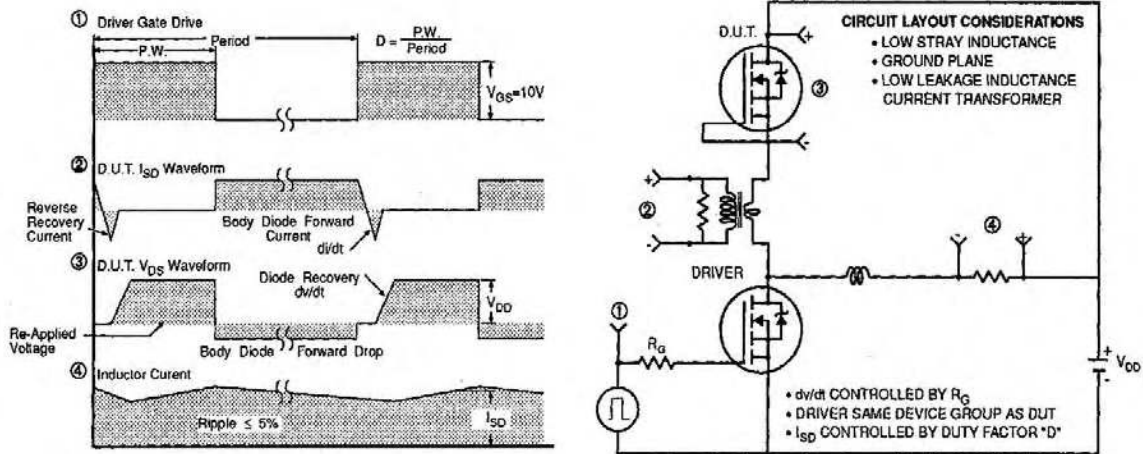 ① Driver Gate Drive
Period
P.W.
D = P.W. / Period
V_GS=10V
② D.U.T. I_SD Waveform
Reverse
Recovery
Current
Body Diode Forward
Current
di/dt
③ D.U.T. V_DS Waveform
Diode Recovery
dv/dt
V_DD
Re-Applied
Voltage
Body Diode Forward Drop
④ Inductor Curent
Ripple ≤ 5%
I_SD
D.U.T.
+
③
-
CIRCUIT LAYOUT CONSIDERATIONS
• LOW STRAY INDUCTANCE
• GROUND PLANE
• LOW LEAKAGE INDUCTANCE
CURRENT TRANSFORMER
+
②
-
④
-
+
DRIVER
①
R_G
+
V_DD
-
• dv/dt CONTROLLED BY R_G
• DRIVER SAME DEVICE GROUP AS DUT
• I_SD CONTROLLED BY DUTY FACTOR "D"